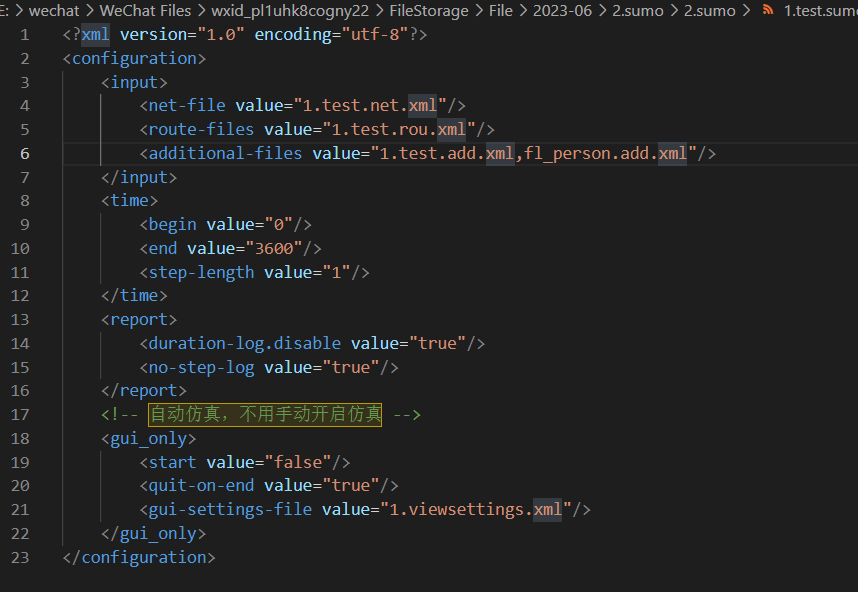 E: > wechat > WeChat Files > wxid_pl1uhk8cogny22 > FileStorage > File > 2023-06 > 2.sumo > 2.sumo > 1.test.sumo
1 <?xml version="1.0" encoding="utf-8"?>
2 <configuration>
3 <input>
4 <net-file value="1.test.net.xml"/>
5 <route-files value="1.test.rou.xml"/>
6 <additional-files value="1.test.add.xml,fl_person.add.xml"/>
7 </input>
8 <time>
9 <begin value="0"/>
10 <end value="3600"/>
11 <step-length value="1"/>
12 </time>
13 <report>
14 <duration-log.disable value="true"/>
15 <no-step-log value="true"/>
16 </report>
17 <!-- 自动仿真，不用手动开启仿真 -->
18 <gui_only>
19 <start value="false"/>
20 <quit-on-end value="true"/>
21 <gui-settings-file value="1.viewsettings.xml"/>
22 </gui_only>
23 </configuration>